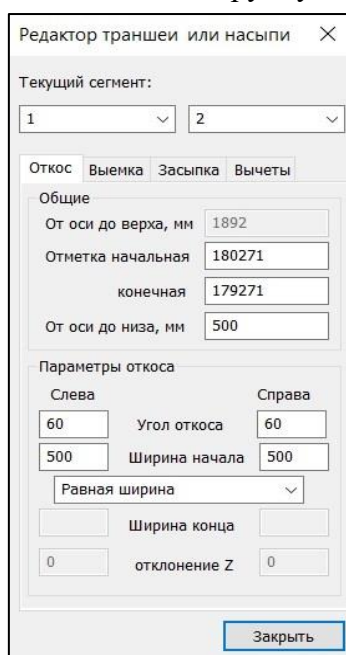 Редактор траншеи или насыпи
Текущий сегмент:
1 2
Откос Выемка Засыпка Вычеты
Общие
От оси до верха, мм 1892
Отметка начальная 180271
конечная 179271
От оси до низа, мм 500
Параметры откоса
Слева Справа
60 Угол откоса 60
500 Ширина начала 500
Равная ширина
Ширина конца
0 отклонение Z 0
Закрыть